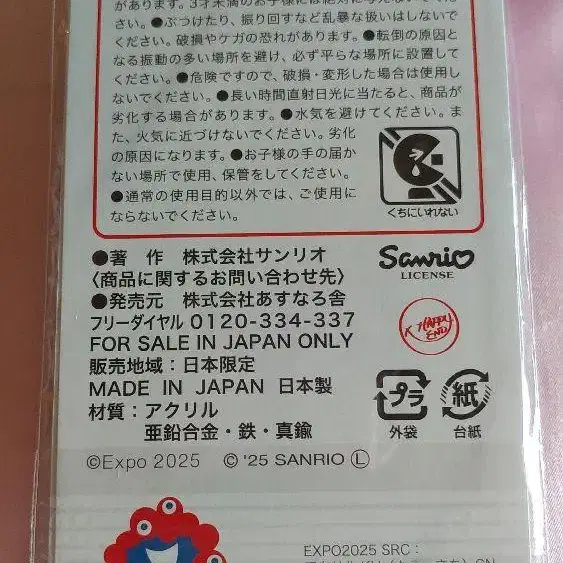 があります。3才未満のお子様には絶対に与えないでくだ
さい。●ぶつけたり、振り回すなど乱暴な扱いはしないで
ください。破損やケガの恐れがあります。●転倒の原因と
なる振動の多い場所を避け、必ず平らな場所に設置して
ください。●危険ですので、破損・変形した場合は使用し
ないでください。●長い時間直射日光に当たると、商品が
劣化する場合があります。●水気を避けてください。ま
た、火気に近づけないでください。劣化
の原因になります。●お子様の手の届か
ない場所で使用、保管をしてください。
●通常の使用目的以外では、ご使用に
ならないでください。
くちにいれない
●著 作 株式会社サンリオ
〈商品に関するお問い合わせ先〉
●発売元 株式会社あすなろ舎
フリーダイヤル 0120-334-337
FOR SALE IN JAPAN ONLY
販売地域：日本限定
MADE IN JAPAN 日本製
材質：アクリル
亜鉛合金・鉄・真鍮
Sanrio
LICENSE
K HAPPY
END
プラ
外袋
紙
台紙
©Expo 2025 © '25 SANRIO Ⓛ
EXPO2025 SRC：